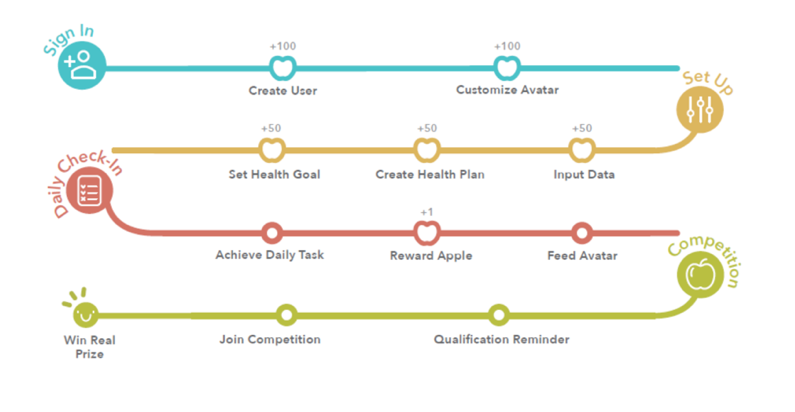 Sign In
+100
+100
Create User
Customize Avatar
Set Up
+50
+50
+50
Set Health Goal
Create Health Plan
Input Data
Daily Check-In
+1
Achieve Daily Task
Reward Apple
Feed Avatar
Competition
Qualification Reminder
Join Competition
Win Real
Prize